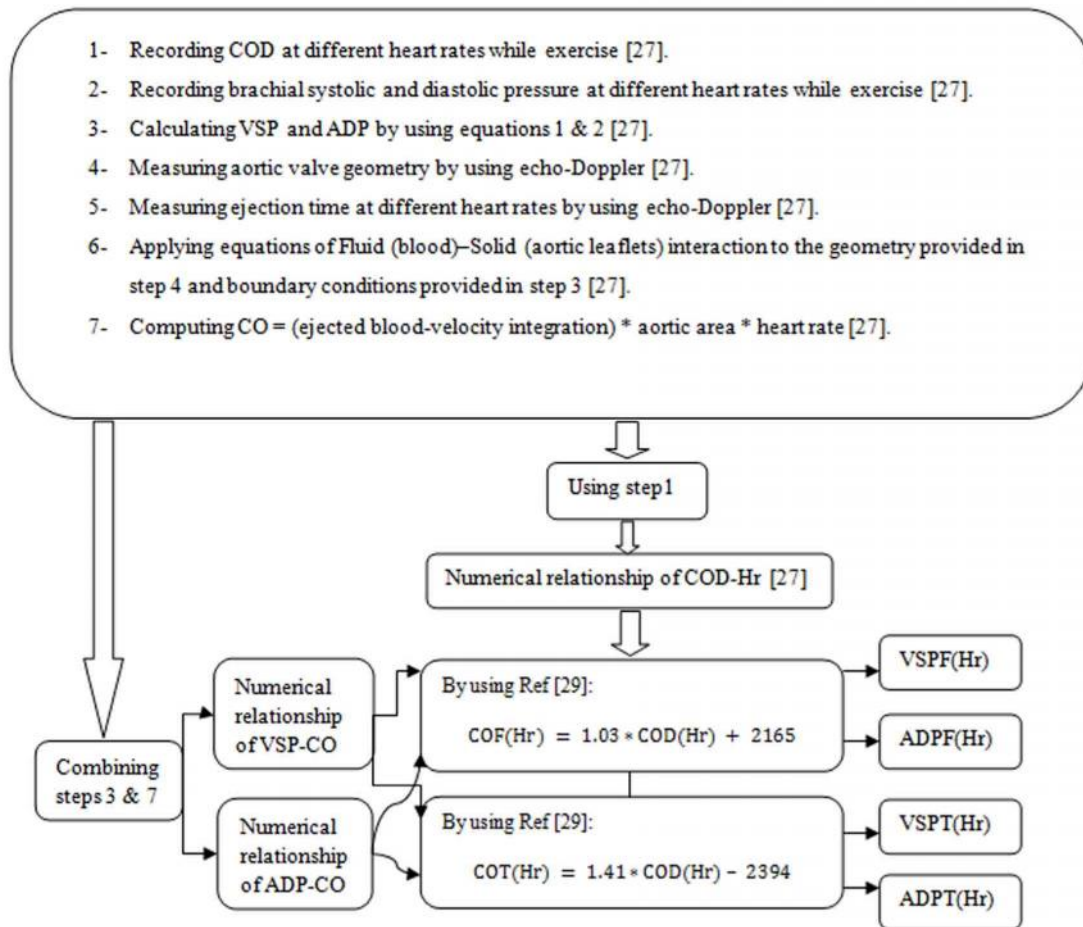 1- Recording COD at different heart rates while exercise [27].
2- Recording brachial systolic and diastolic pressure at different heart rates while exercise [27].
3- Calculating VSP and ADP by using equations 1 & 2 [27].
4- Measuring aortic valve geometry by using echo-Doppler [27].
5- Measuring ejection time at different heart rates by using echo-Doppler [27].
6- Applying equations of Fluid (blood)–Solid (aortic leaflets) interaction to the geometry provided in
step 4 and boundary conditions provided in step 3 [27].
7- Computing CO = (ejected blood-velocity integration) * aortic area * heart rate [27].
Using step1
Numerical relationship of COD-Hr [27]
Combining
steps 3 & 7
Numerical
relationship
of VSP-CO
Numerical
relationship
of ADP-CO
By using Ref [29]:
COF(Hr) = 1.03 * COD(Hr) + 2165
By using Ref [29]:
COT(Hr) = 1.41 * COD(Hr) − 2394
VSPF(Hr)
ADPF(Hr)
VSPT(Hr)
ADPT(Hr)